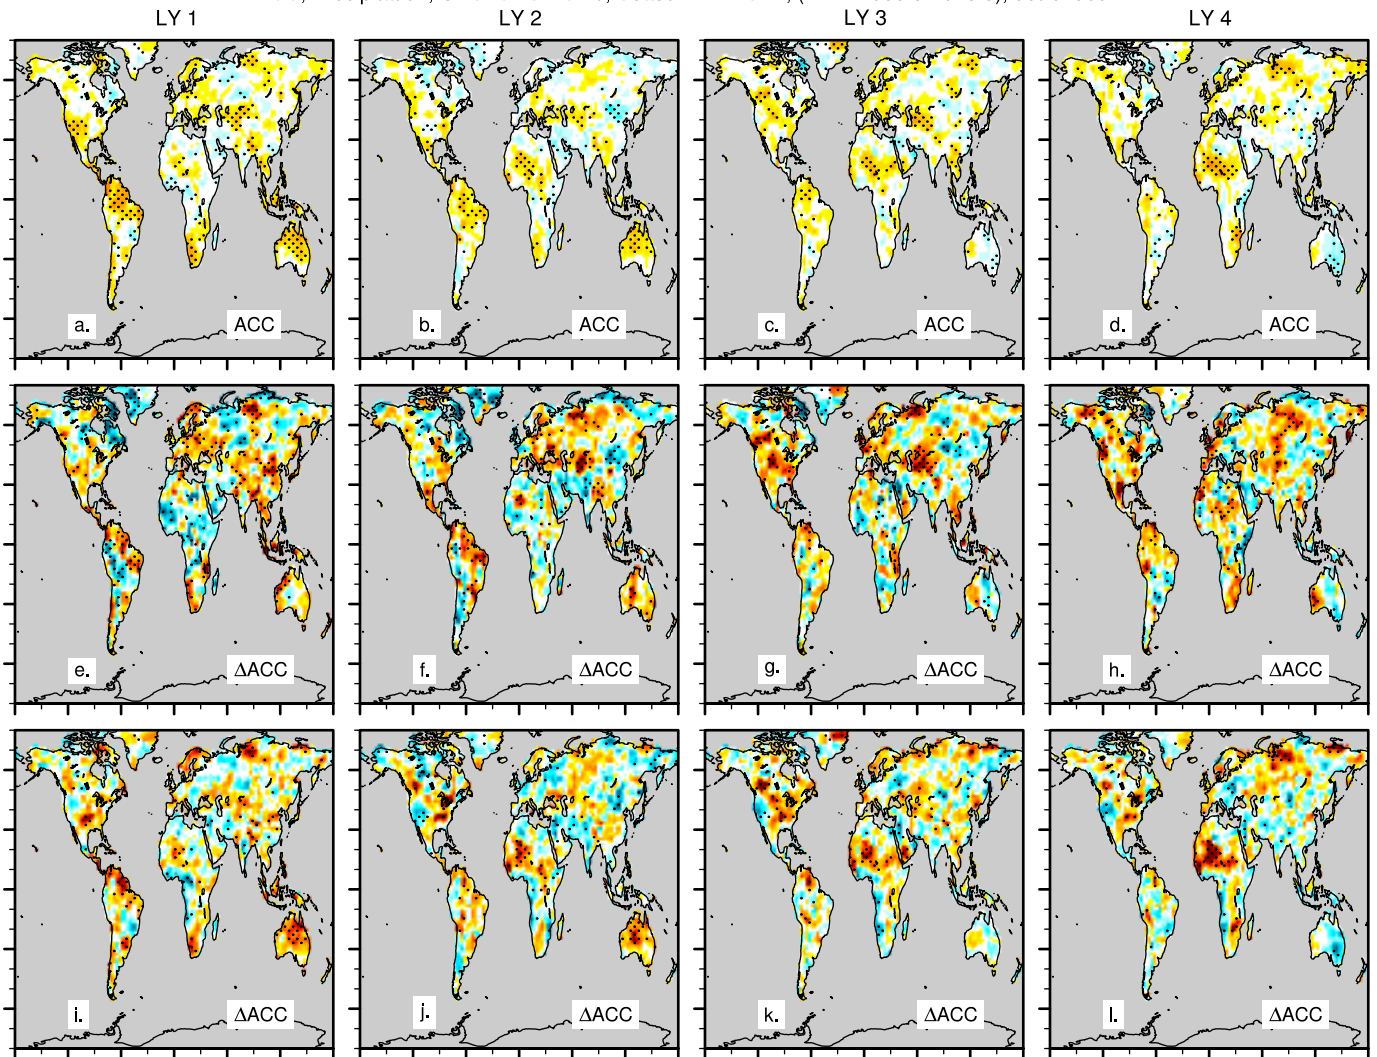 LY 1 LY 2 LY 3 LY 4
a. ACC b. ACC c. ACC d. ACC
e. ΔACC f. ΔACC g. ΔACC h. ΔACC
i. ΔACC j. ΔACC k. ΔACC l. ΔACC